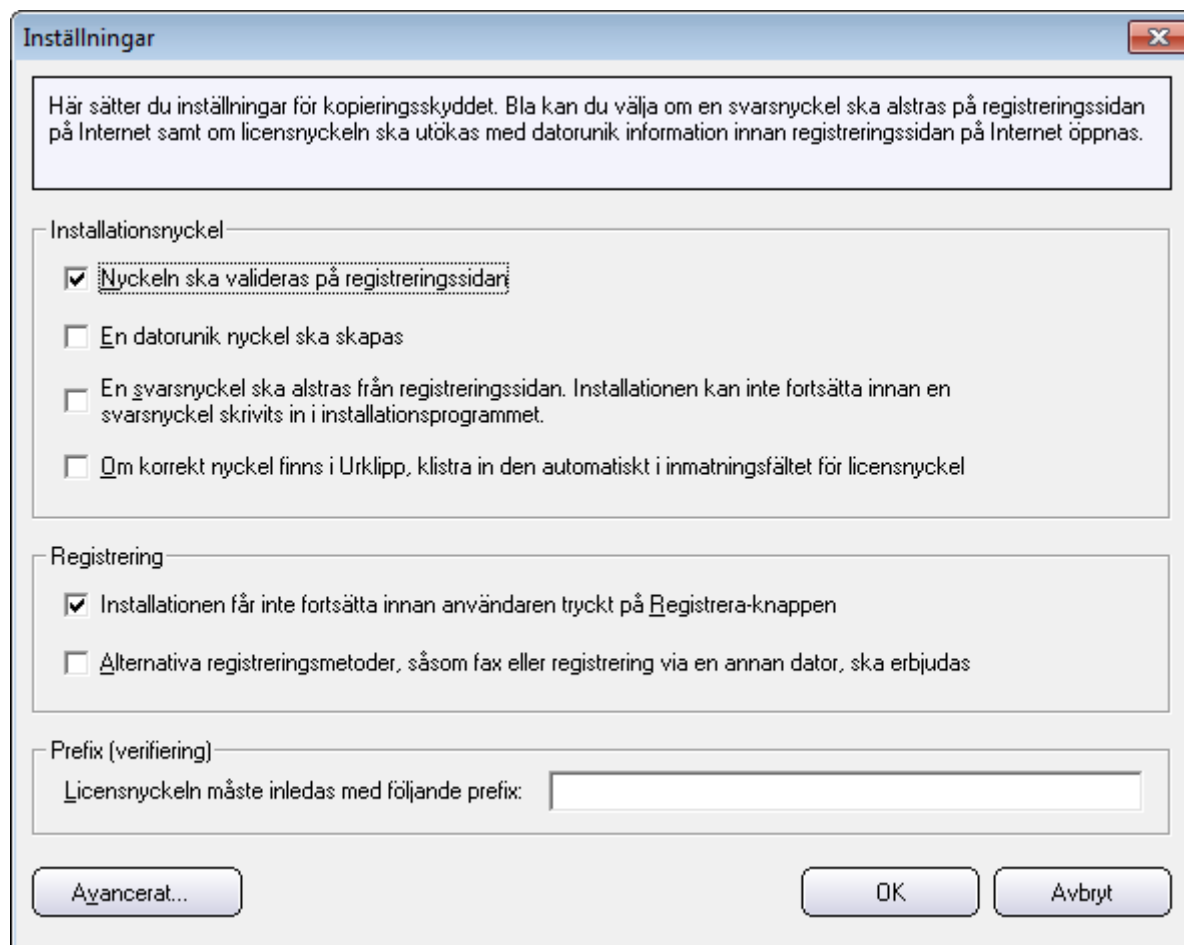 Inställningar
Här sätter du inställningar för kopieringsskyddet. Bla kan du välja om en svarsnyckel ska alstras på registreringssidan
på Internet samt om licensnyckeln ska utökas med datorunik information innan registreringssidan på Internet öppnas.
Installationsnyckel
Nyckeln ska valideras på registreringssidan
En datorunik nyckel ska skapas
En svarsnyckel ska alstras från registreringssidan. Installationen kan inte fortsätta innan en
svarsnyckel skrivits in i installationsprogrammet.
Om korrekt nyckel finns i Urklipp, klistra in den automatiskt i inmatningsfältet för licensnyckel
Registrering
Installationen får inte fortsätta innan användaren tryckt på Registrera-knappen
Alternativa registreringsmetoder, såsom fax eller registrering via en annan dator, ska erbjudas
Prefix (verifiering)
Licensnyckeln måste inledas med följande prefix:
Avancerat...
OK
Avbryt